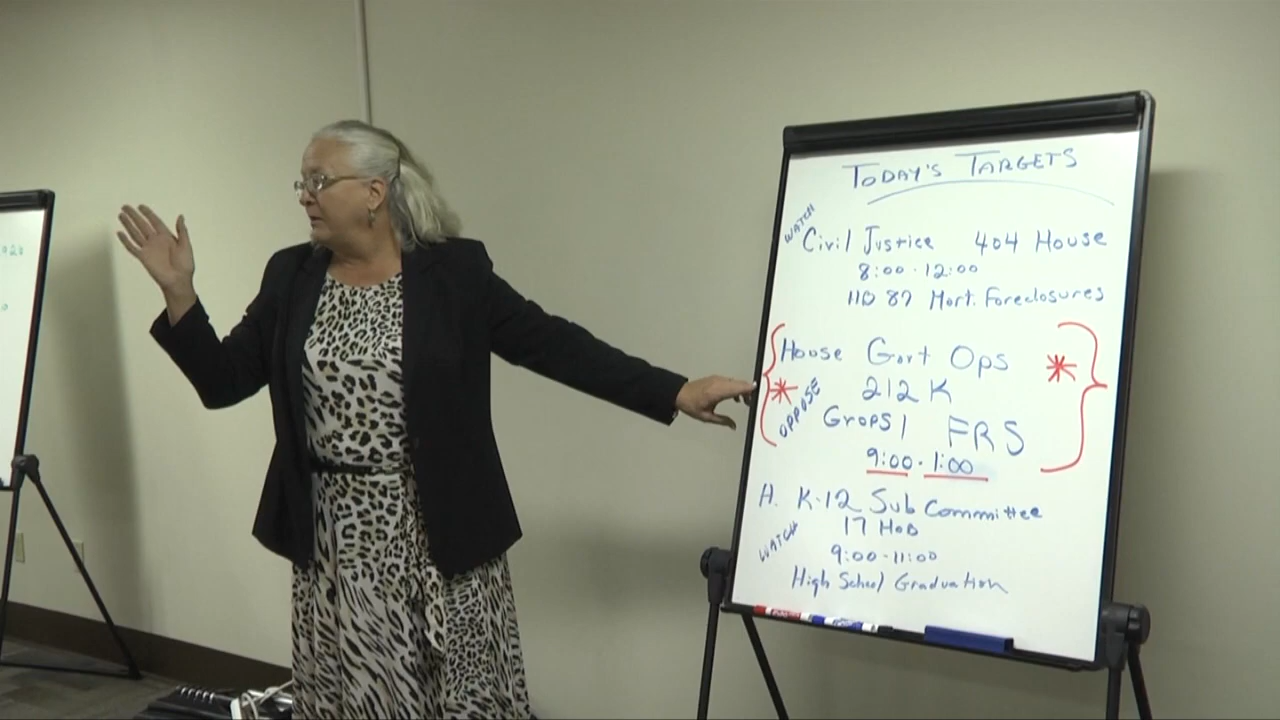 TODAY'S TARGETS
WATCH
Civil Justice 404 House
8:00-12:00
HB 87 Mort. Foreclosures
House Govt Ops *
* 212 K
OPPOSE
Grops 1 FRS
9:00-1:00
H. K-12 Sub Committee
17 HOB
WATCH
9:00-11:00
High School Graduation